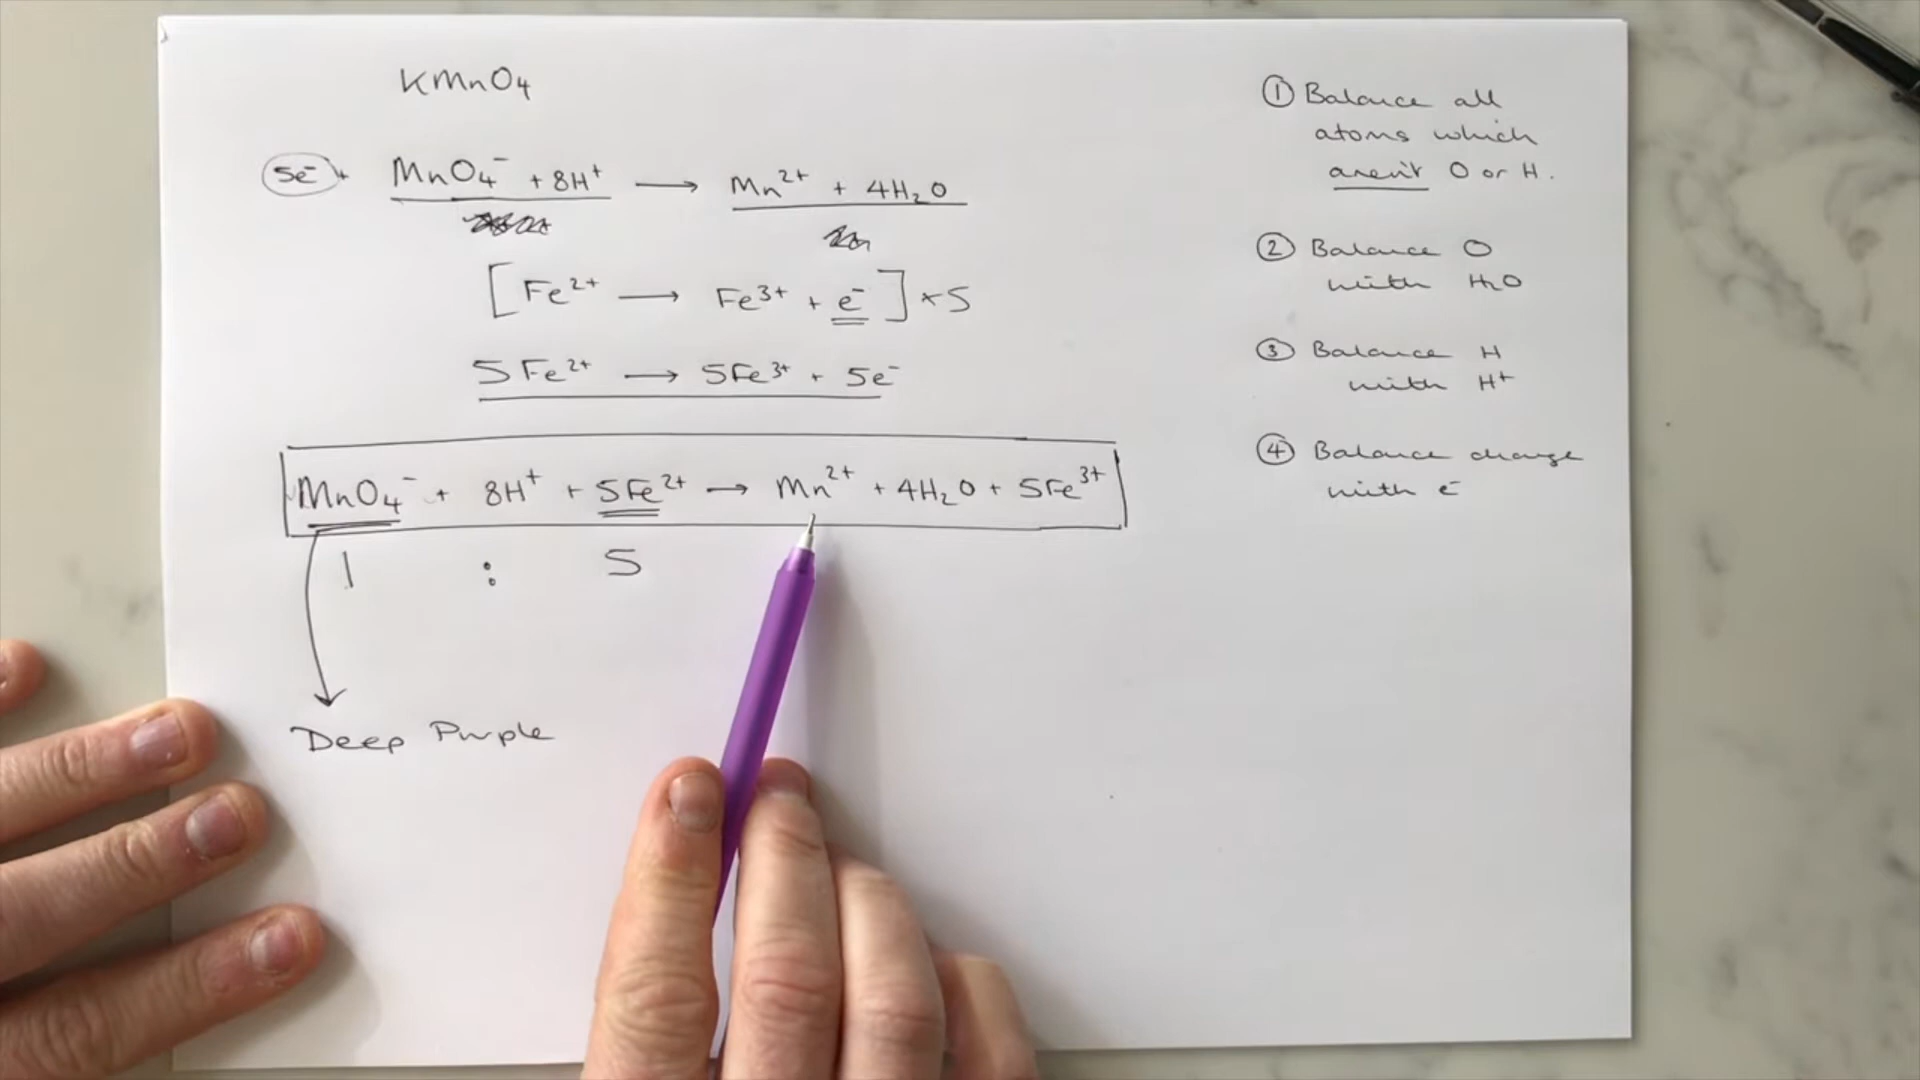 KMnO₄
5e⁻ + MnO₄⁻ + 8H⁺ ⟶ Mn²⁺ + 4H₂O
[Fe²⁺ ⟶ Fe³⁺ + e⁻] × 5
5Fe²⁺ ⟶ 5Fe³⁺ + 5e⁻
MnO₄⁻ + 8H⁺ + 5Fe²⁺ ⟶ Mn²⁺ + 4H₂O + 5Fe³⁺
1 : 5
Deep Purple
① Balance all
atoms which
aren't O or H.
② Balance O
with H₂O
③ Balance H
with H⁺
④ Balance charge
with e⁻